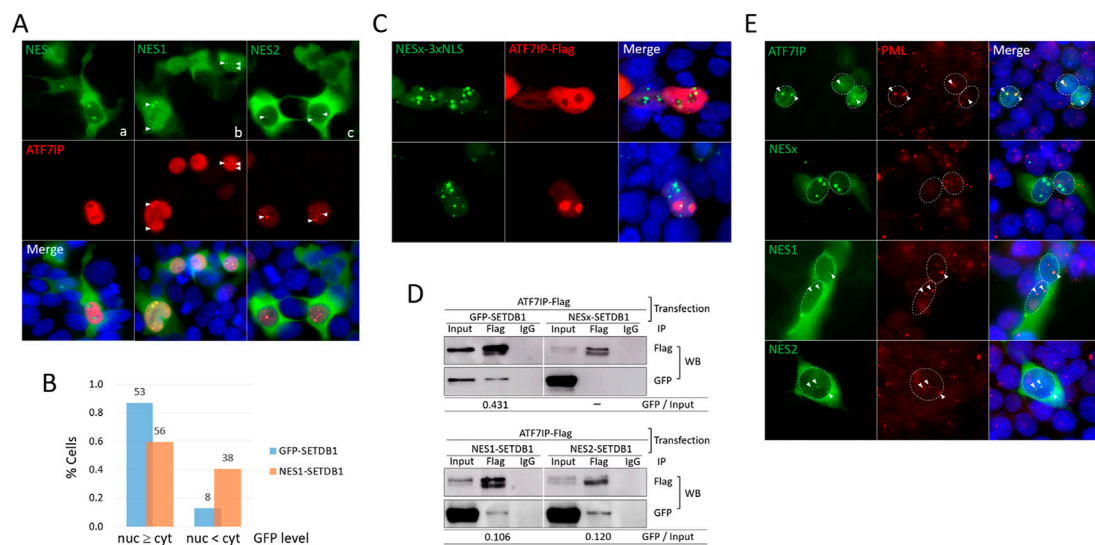 A
NESx
NES1
NES2
a
b
c
ATF7IP
Merge
B
% Cells
1.0
0.8
0.6
0.4
0.2
0.0
53
56
8
38
GFP-SETDB1
NES1-SETDB1
nuc ≥ cyt
nuc < cyt
GFP level
C
NESx-3xNLS
ATF7IP-Flag
Merge
D
ATF7IP-Flag
Transfection
GFP-SETDB1
NESx-SETDB1
Input
Flag
IgG
Input
Flag
IgG
IP
Flag
WB
GFP
0.431
–
GFP / Input
ATF7IP-Flag
Transfection
NES1-SETDB1
NES2-SETDB1
Input
Flag
IgG
Input
Flag
IgG
IP
Flag
WB
GFP
0.106
0.120
GFP / Input
E
ATF7IP
PML
Merge
NESx
NES1
NES2